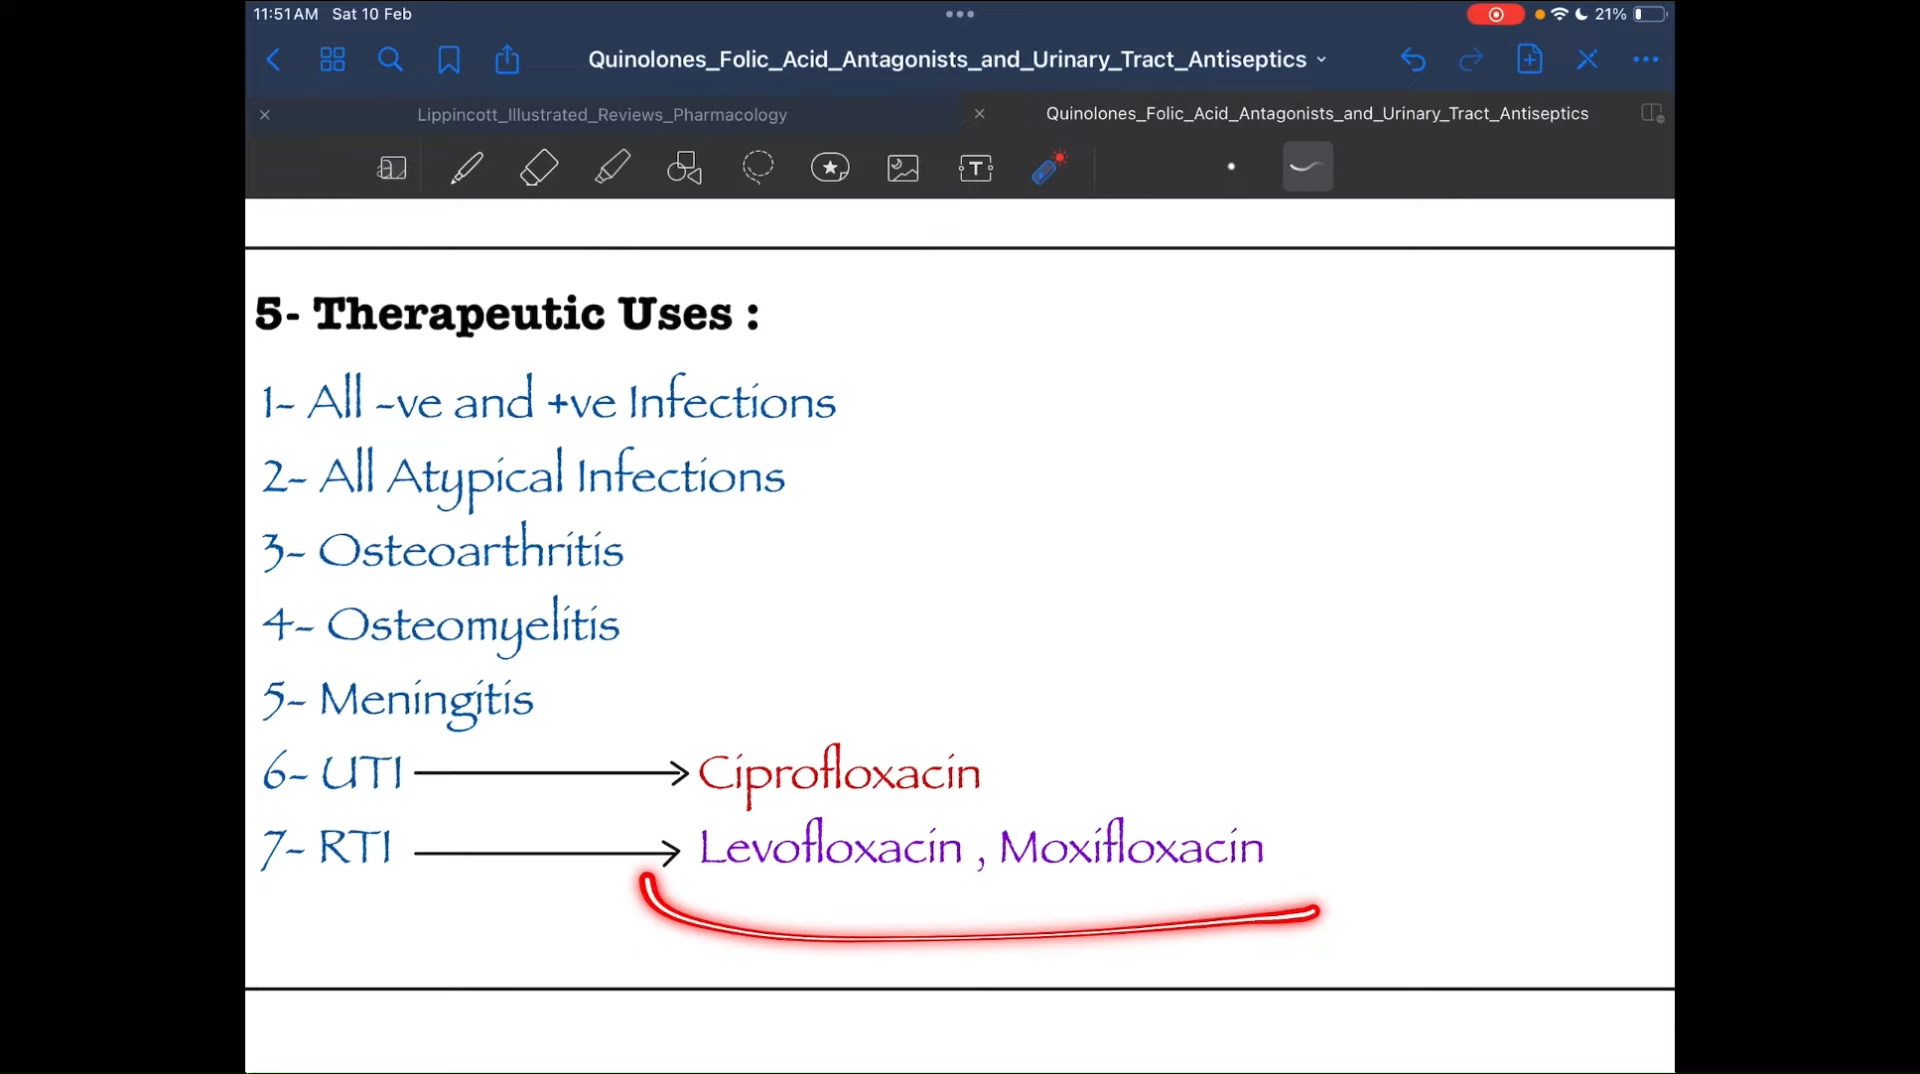 11:51 AM Sat 10 Feb 21%
Quinolones_Folic_Acid_Antagonists_and_Urinary_Tract_Antiseptics
Lippincott_Illustrated_Reviews_Pharmacology Quinolones_Folic_Acid_Antagonists_and_Urinary_Tract_Antiseptics
5- Therapeutic Uses :
1- All -ve and +ve Infections
2- All Atypical Infections
3- Osteoarthritis
4- Osteomyelitis
5- Meningitis
6- UTI Ciprofloxacin
7- RTI Levofloxacin , Moxifloxacin